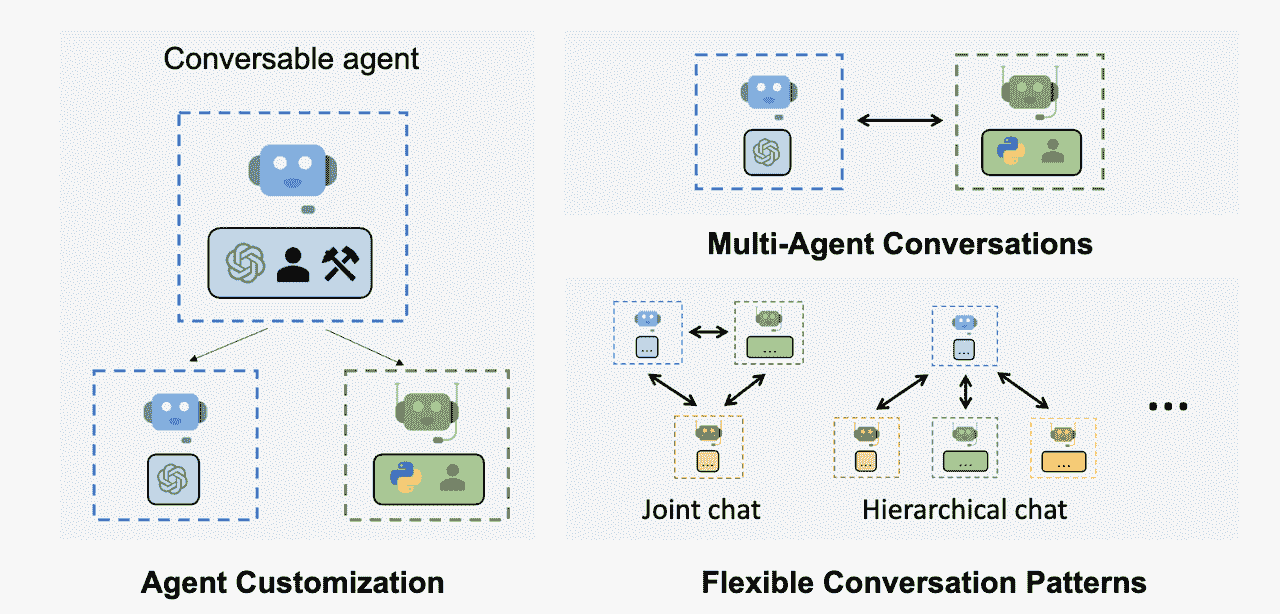 Conversable agent
Agent Customization
Multi-Agent Conversations
...
...
...
...
...
...
...
...
Joint chat
Hierarchical chat
Flexible Conversation Patterns